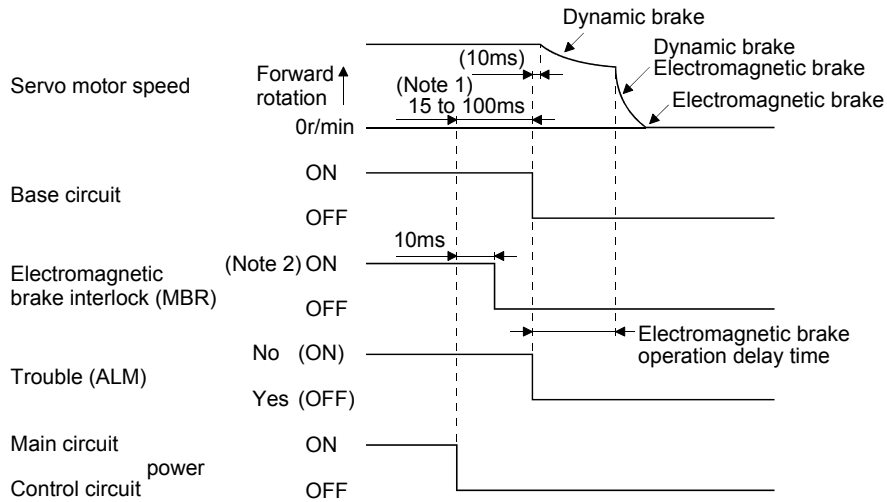 Dynamic brake
Dynamic brake
Electromagnetic brake
Electromagnetic brake
(10ms)
Servo motor speed
Forward
rotation
(Note 1)
15 to 100ms
0r/min
Base circuit
ON
OFF
10ms
Electromagnetic
brake interlock (MBR)
(Note 2) ON
OFF
Electromagnetic brake
operation delay time
Trouble (ALM)
No (ON)
Yes (OFF)
Main circuit
power
Control circuit
ON
OFF